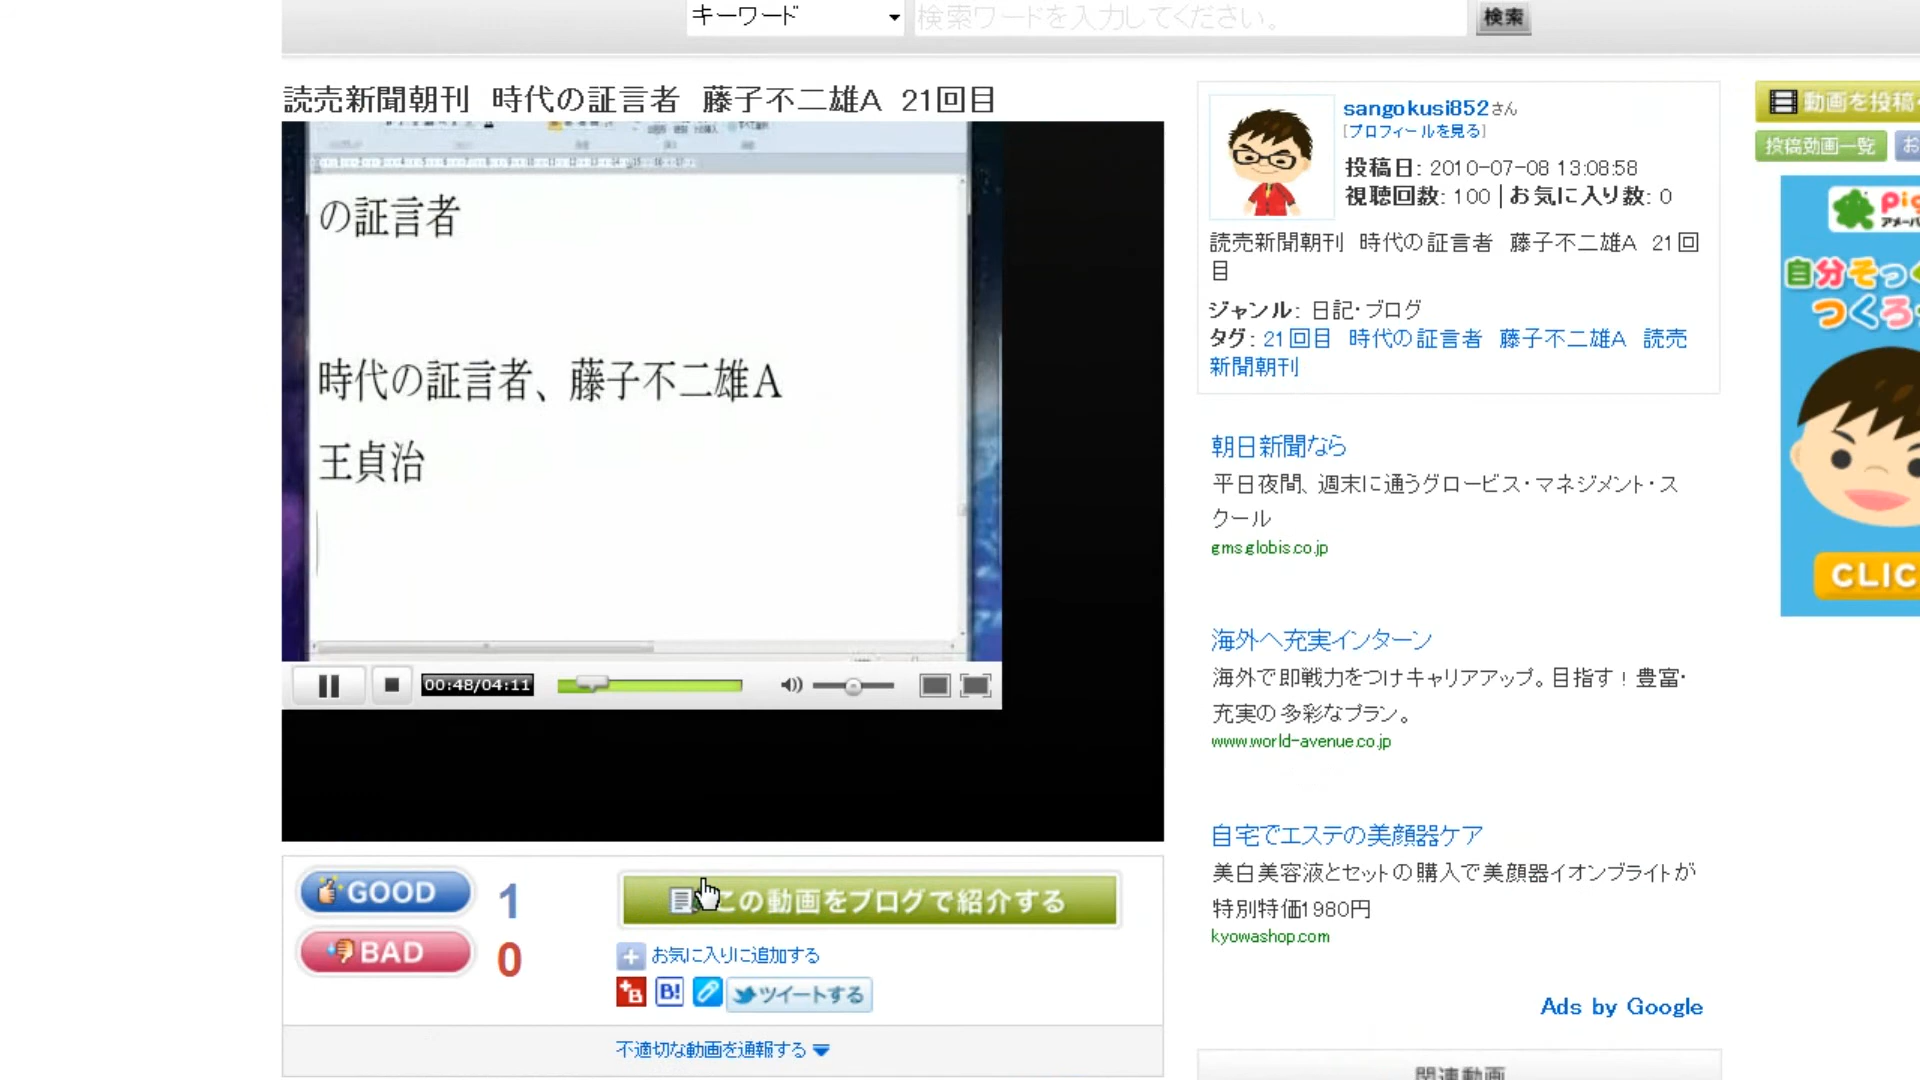 キーワード
検索ワードを入力してください。
検索
読売新聞朝刊 時代の証言者 藤子不二雄A 21回目
の証言者
時代の証言者、藤子不二雄Ａ
王貞治
00:48/04:11
GOOD 1
BAD 0
この動画をブログで紹介する
お気に入りに追加する
B!
ツイートする
不適切な動画を通報する
sangokusi852さん
[プロフィールを見る]
投稿日: 2010-07-08 13:08:58
視聴回数: 100 | お気に入り数: 0
読売新聞朝刊 時代の証言者 藤子不二雄A 21回
目
ジャンル: 日記・ブログ
タグ: 21回目 時代の証言者 藤子不二雄A 読売
新聞朝刊
朝日新聞なら
平日夜間、週末に通うグロービス・マネジメント・ス
クール
gms.globis.co.jp
海外へ充実インターン
海外で即戦力をつけキャリアアップ。目指す！豊富・
充実の多彩なプラン。
www.world-avenue.co.jp
自宅でエステの美顔器ケア
美白美容液とセットの購入で美顔器イオンブライトが
特別特価1980円
kyowashop.com
Ads by Google
関連動画
動画を投稿
投稿動画一覧
お
Pig
アメーバ
自分そっく
つくろ
CLIC